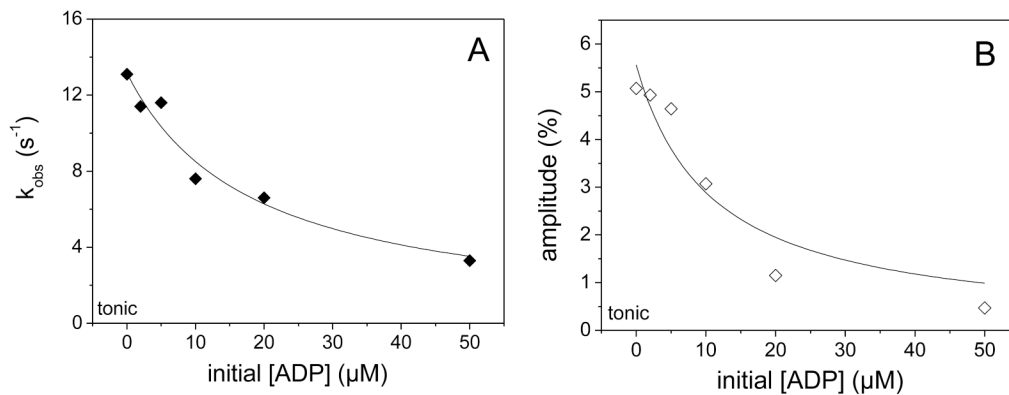 A
16
12
8
4
0
k_obs (s⁻¹)
tonic
0 10 20 30 40 50
initial [ADP] (μM)
B
6
5
4
3
2
1
0
amplitude (%)
tonic
0 10 20 30 40 50
initial [ADP] (μM)